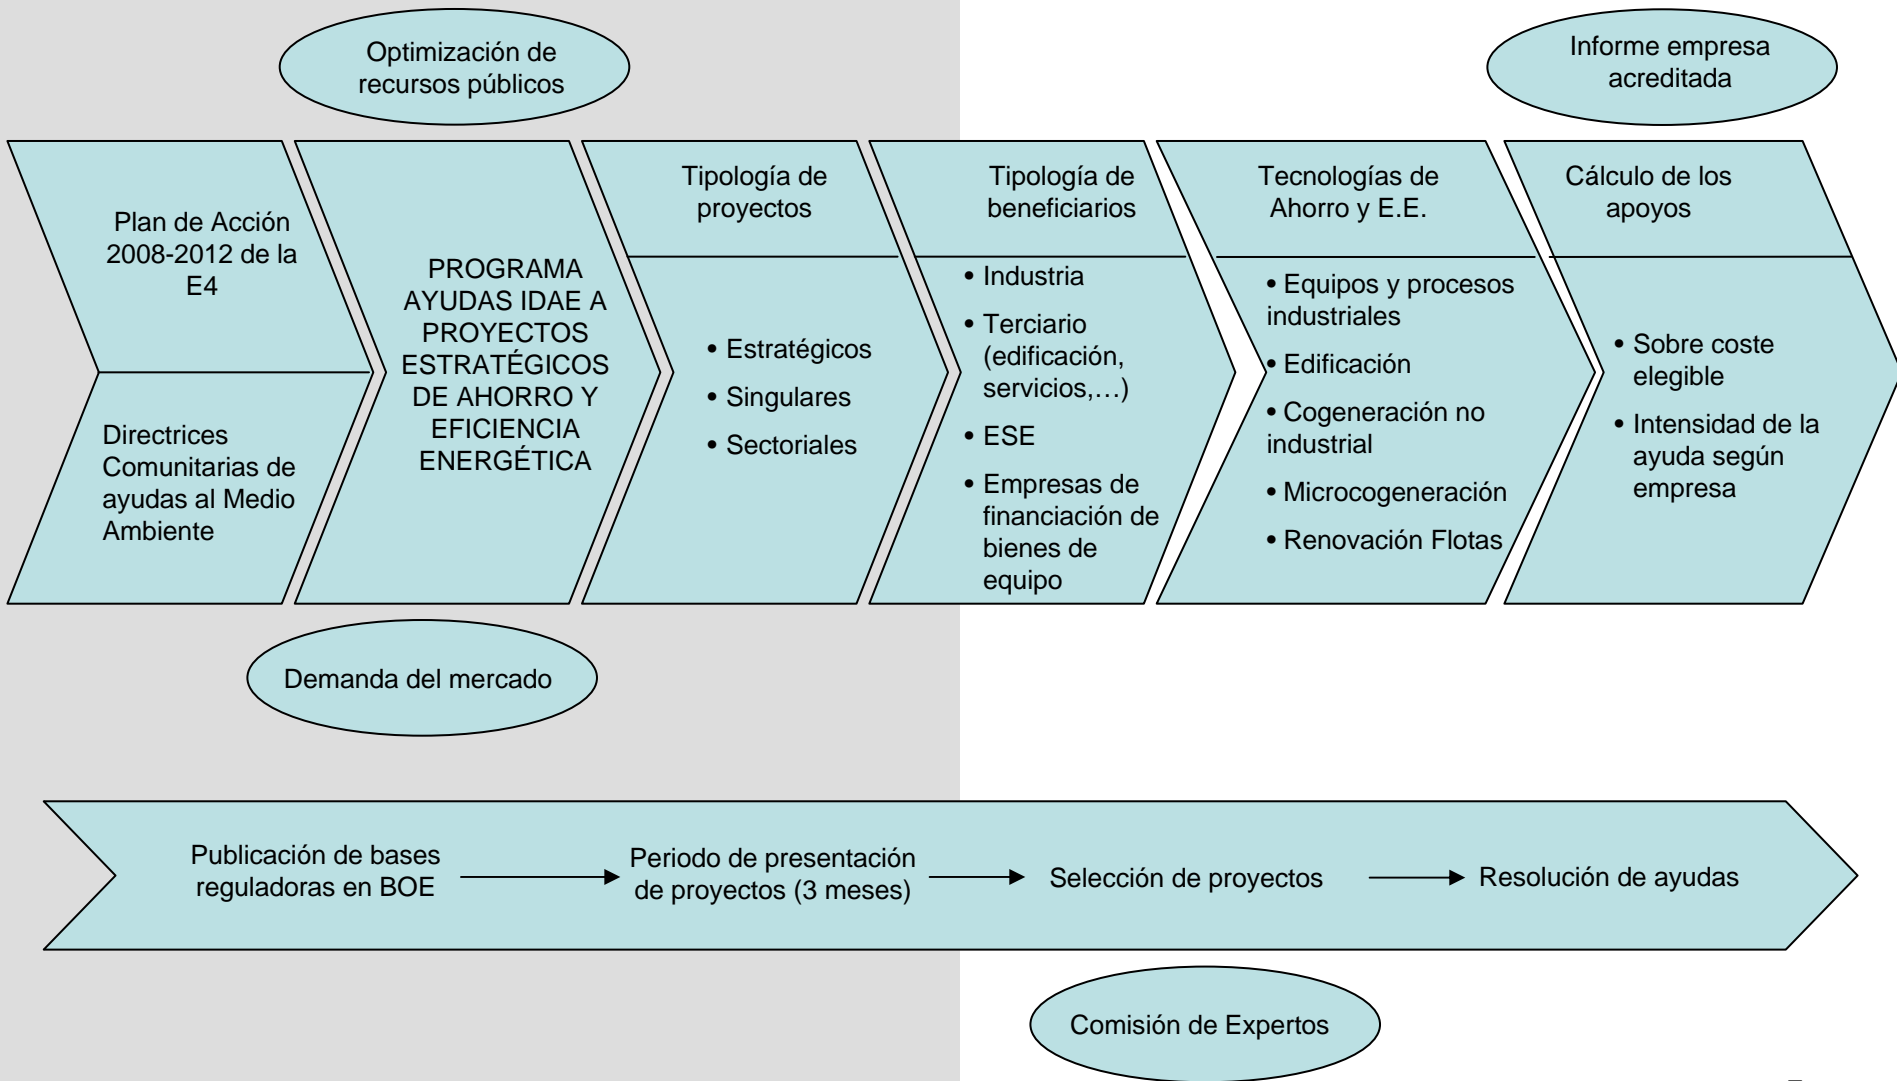 Optimización de
recursos públicos
Informe empresa
acreditada
Plan de Acción
2008-2012 de la
E4
Directrices
Comunitarias de
ayudas al Medio
Ambiente
PROGRAMA
AYUDAS IDAE A
PROYECTOS
ESTRATÉGICOS
DE AHORRO Y
EFICIENCIA
ENERGÉTICA
Tipología de
proyectos
• Estratégicos
• Singulares
• Sectoriales
Tipología de
beneficiarios
• Industria
• Terciario
(edificación,
servicios,…)
• ESE
• Empresas de
financiación de
bienes de
equipo
Tecnologías de
Ahorro y E.E.
• Equipos y procesos
industriales
• Edificación
• Cogeneración no
industrial
• Microcogeneración
• Renovación Flotas
Cálculo de los
apoyos
• Sobre coste
elegible
• Intensidad de la
ayuda según
empresa
Demanda del mercado
Publicación de bases
reguladoras en BOE
Periodo de presentación
de proyectos (3 meses)
Selección de proyectos
Resolución de ayudas
Comisión de Expertos